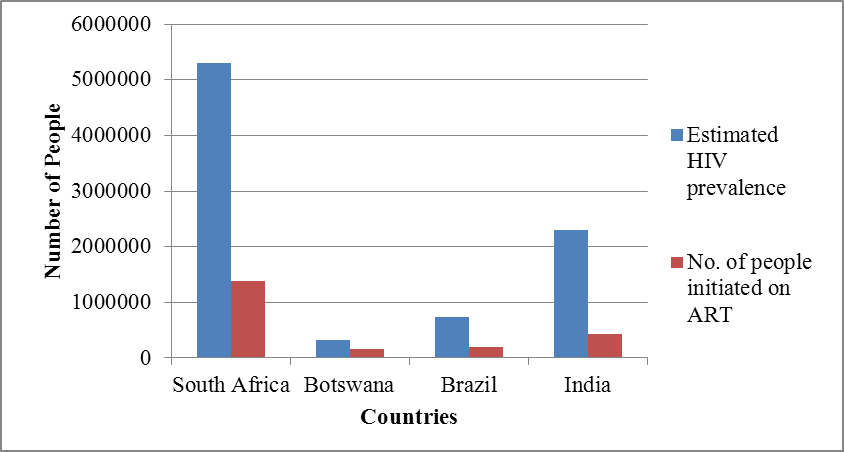 6000000
5000000
4000000
3000000
2000000
1000000
0
Number of People
South Africa Botswana Brazil India
Countries
Estimated
HIV
prevalence
No. of people
initiated on
ART